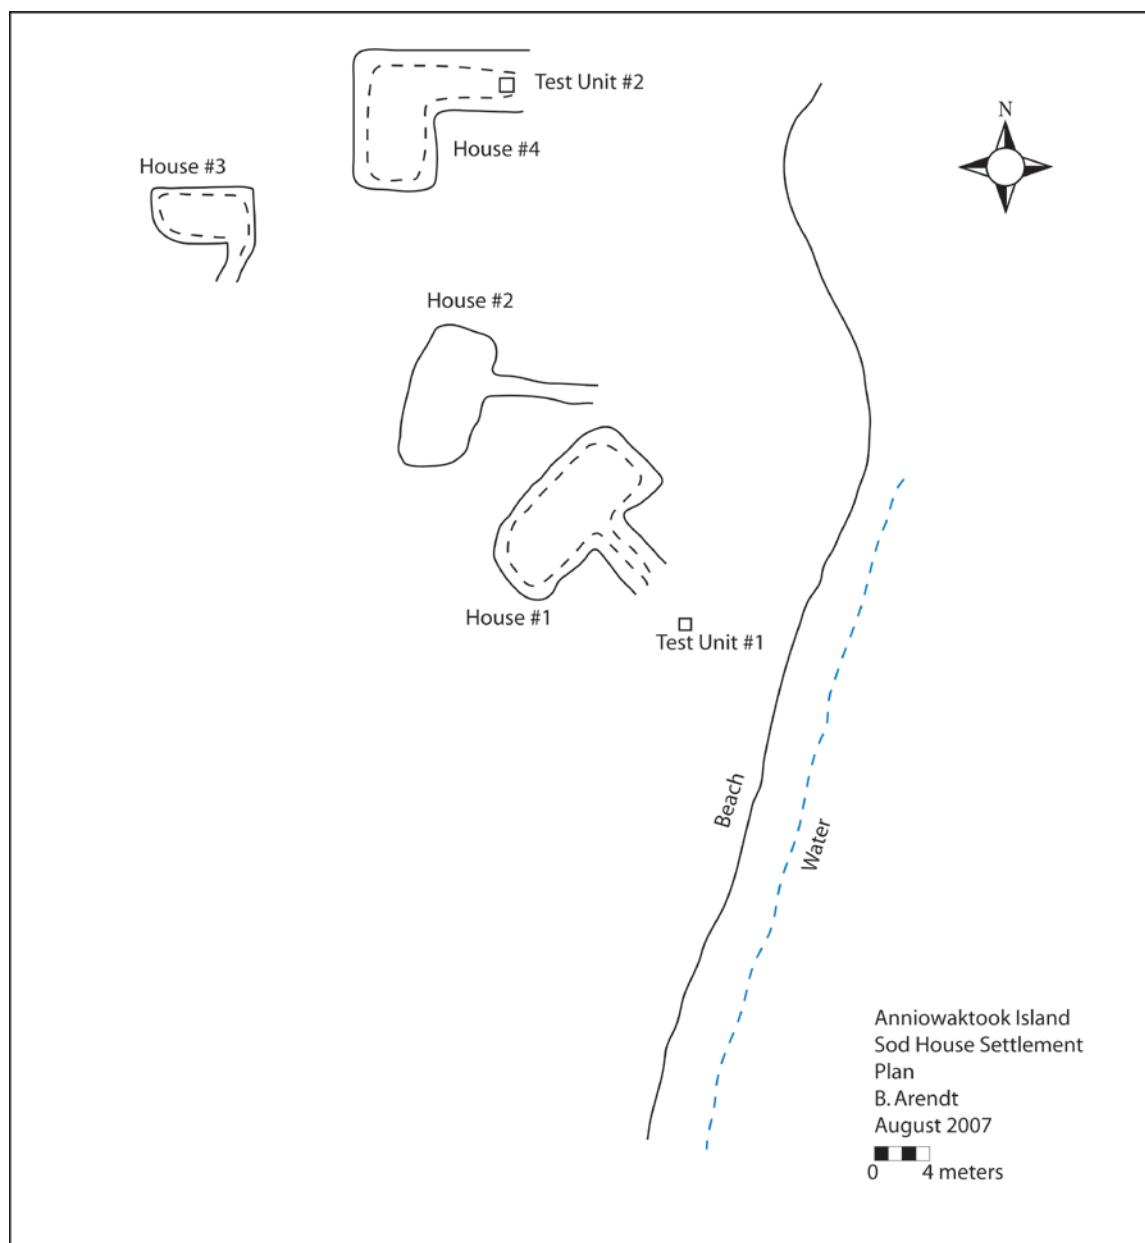 Test Unit #2
N
House #4
House #3
House #2
House #1
Test Unit #1
Beach
Water
Anniowaktook Island
Sod House Settlement
Plan
B. Arendt
August 2007
0 4 meters